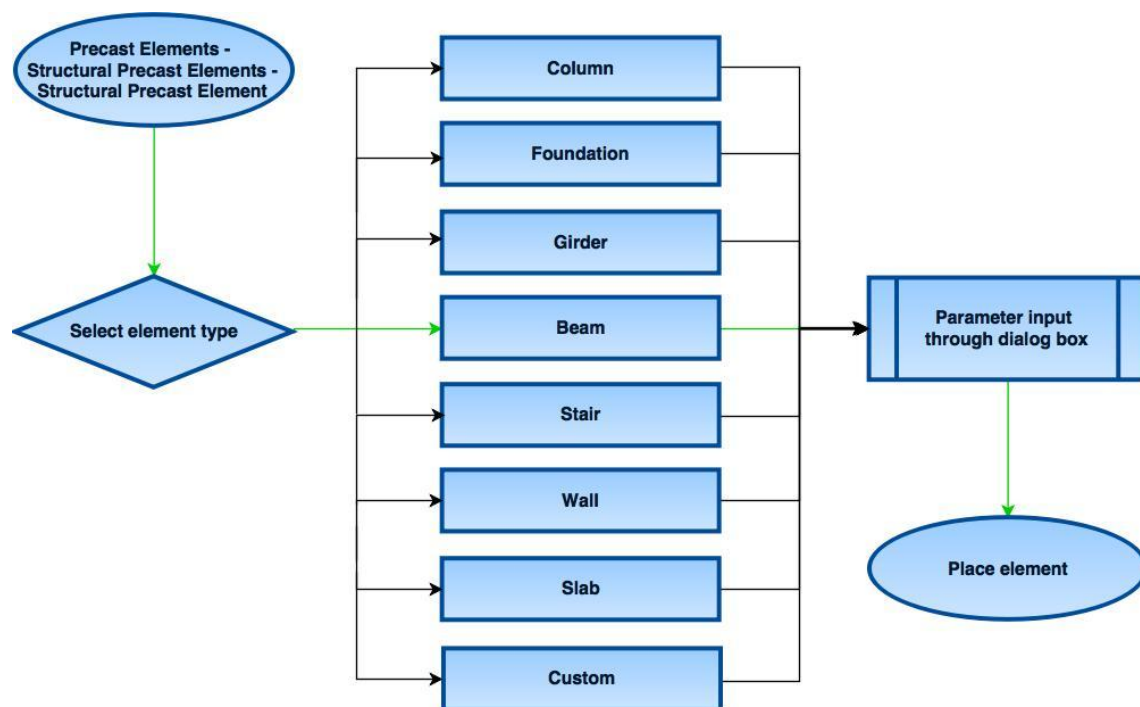 Precast Elements -
Structural Precast Elements -
Structural Precast Element
Select element type
Column
Foundation
Girder
Beam
Stair
Wall
Slab
Custom
Parameter input
through dialog box
Place element